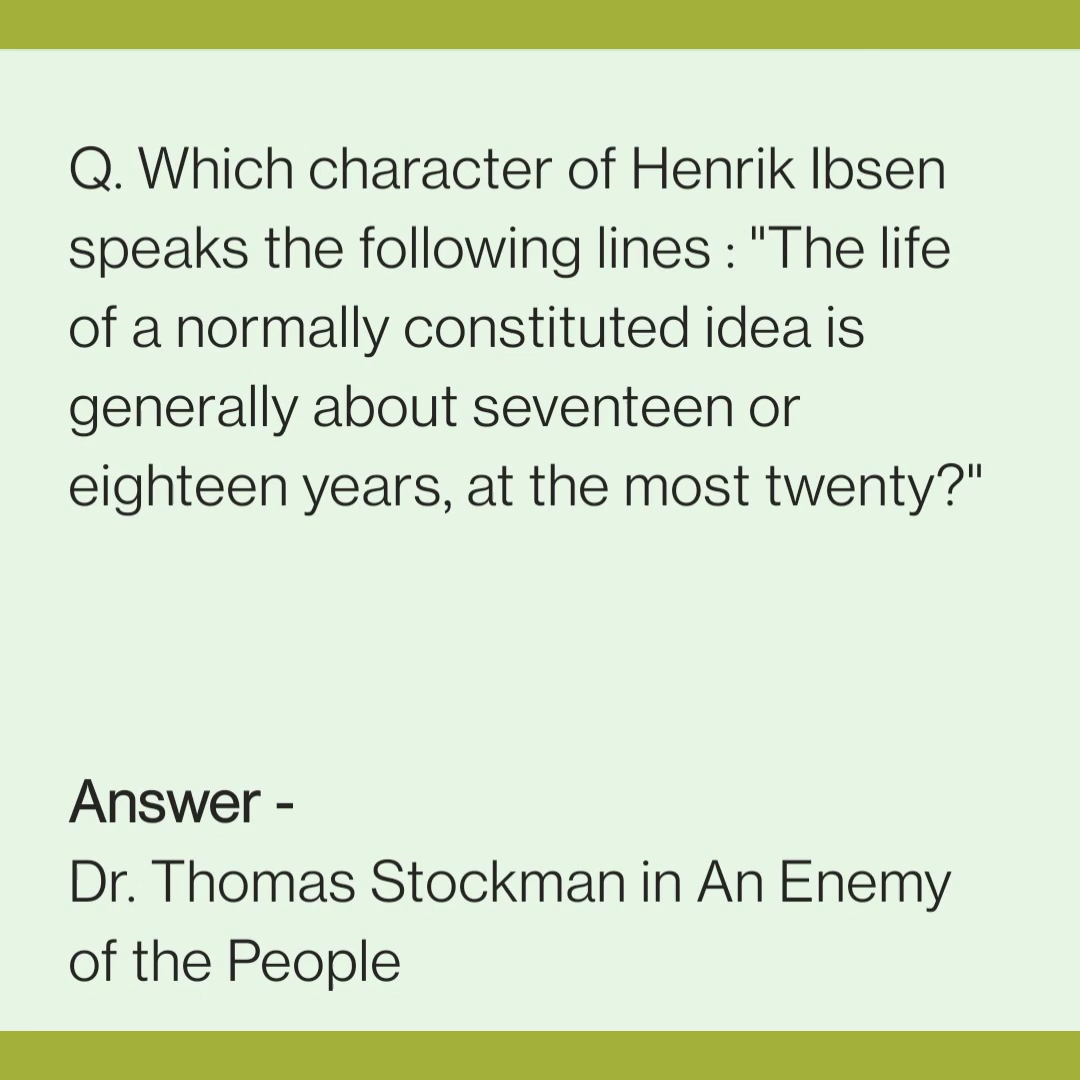 Q. Which character of Henrik Ibsen
speaks the following lines : "The life
of a normally constituted idea is
generally about seventeen or
eighteen years, at the most twenty?"
Answer -
Dr. Thomas Stockman in An Enemy
of the People